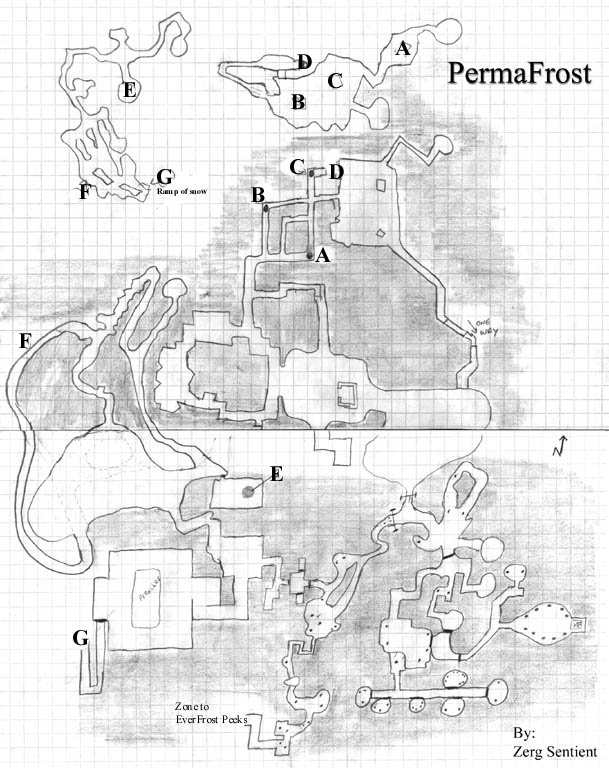 A
D
C
PermaFrost
E
B
G
F
Ramp of snow
C
D
B
A
F
ONE WAY
N
E
G
Zone to
EverFrost Peeks
By:
Zerg Sentient